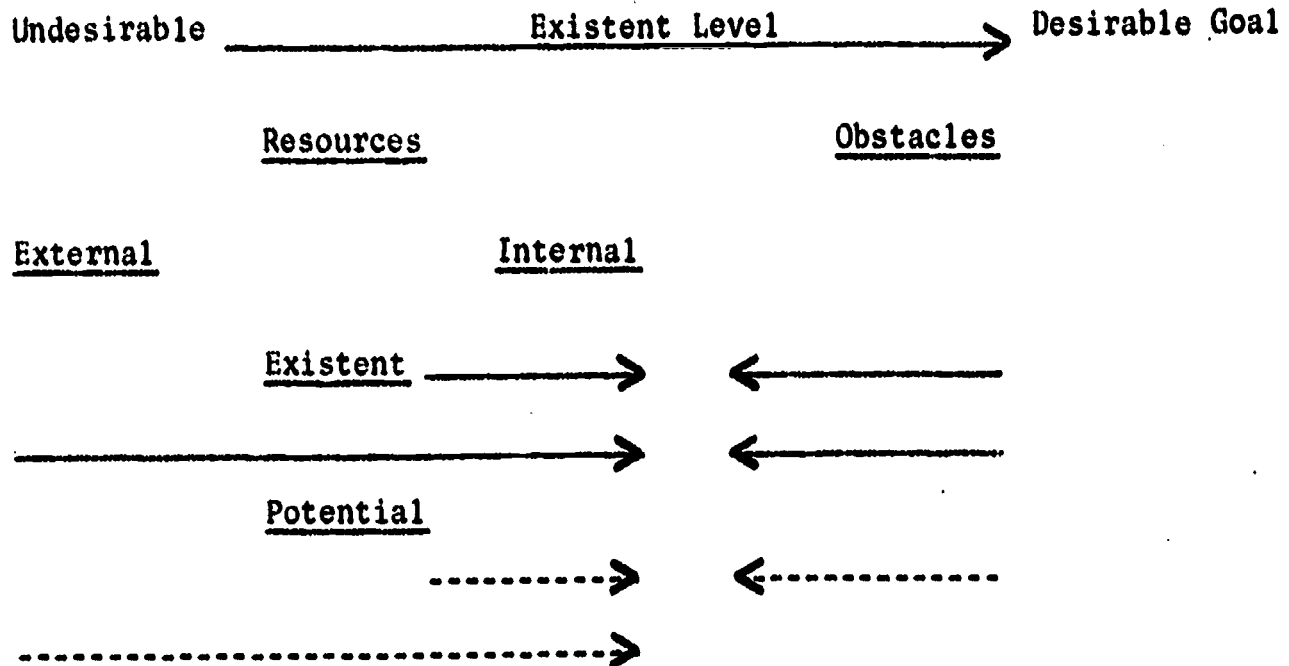 Undesirable Existent Level Desirable Goal
Resources Obstacles
External Internal
Existent
Potential